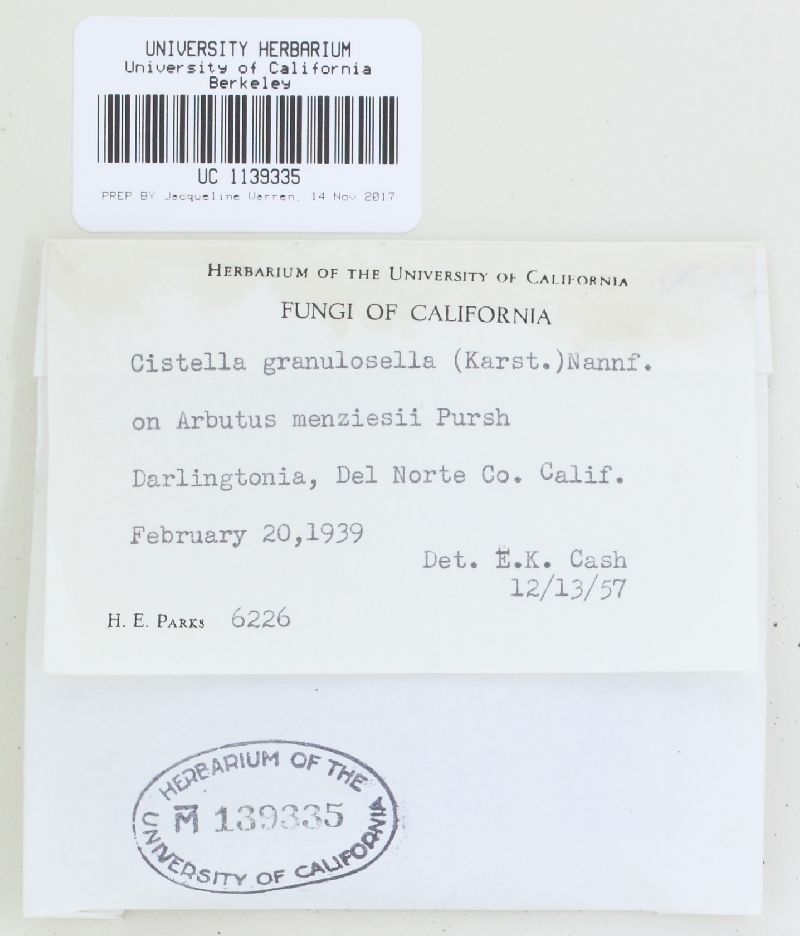 UNIVERSITY HERBARIUM
University of California
Berkeley
UC 1139335
PREP BY Jacqueline Warren, 14 Nov 2017
HERBARIUM OF THE UNIVERSITY OF CALIFORNIA
FUNGI OF CALIFORNIA
Cistella granulosella (Karst.)Nannf.
on Arbutus menziesii Pursh
Darlingtonia, Del Norte Co. Calif.
February 20,1939
Det. E.K. Cash
12/13/57
H. E. PARKS 6226
HERBARIUM OF THE
M 139335
UNIVERSITY OF CALIFORNIA